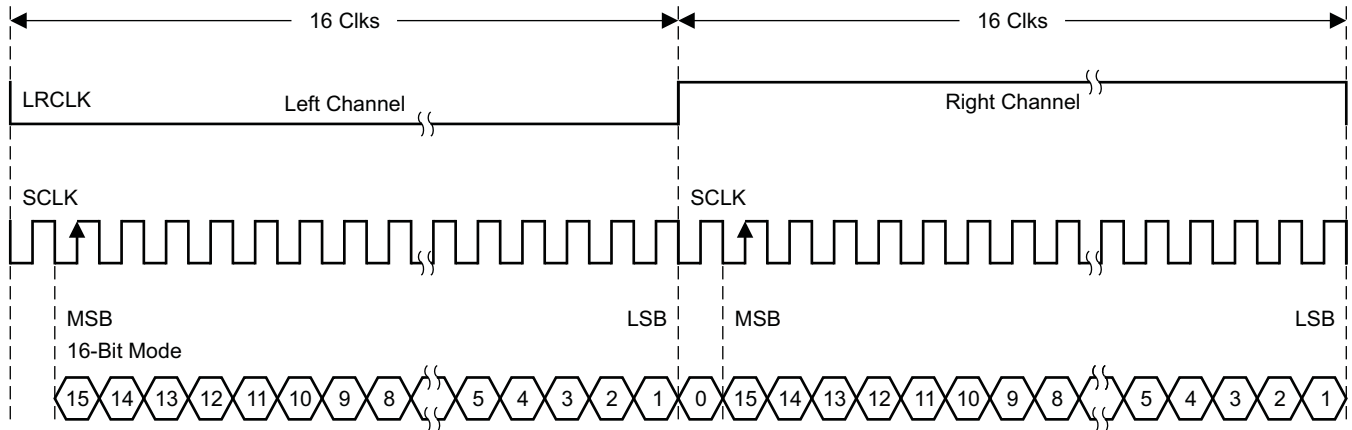 16 Clks 16 Clks
LRCLK Left Channel Right Channel
SCLK SCLK
MSB LSB MSB LSB
16-Bit Mode
15 14 13 12 11 10 9 8 5 4 3 2 1 0 15 14 13 12 11 10 9 8 5 4 3 2 1